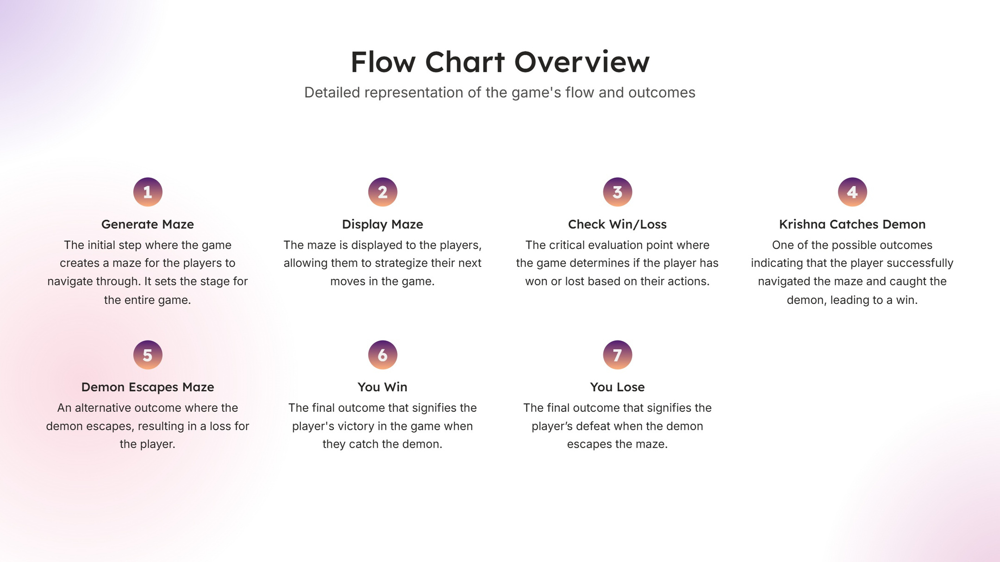 Flow Chart Overview
Detailed representation of the game's flow and outcomes
1
Generate Maze
The initial step where the game
creates a maze for the players to
navigate through. It sets the stage for
the entire game.
2
Display Maze
The maze is displayed to the players,
allowing them to strategize their next
moves in the game.
3
Check Win/Loss
The critical evaluation point where
the game determines if the player has
won or lost based on their actions.
4
Krishna Catches Demon
One of the possible outcomes
indicating that the player successfully
navigated the maze and caught the
demon, leading to a win.
5
Demon Escapes Maze
An alternative outcome where the
demon escapes, resulting in a loss for
the player.
6
You Win
The final outcome that signifies the
player's victory in the game when
they catch the demon.
7
You Lose
The final outcome that signifies the
player’s defeat when the demon
escapes the maze.